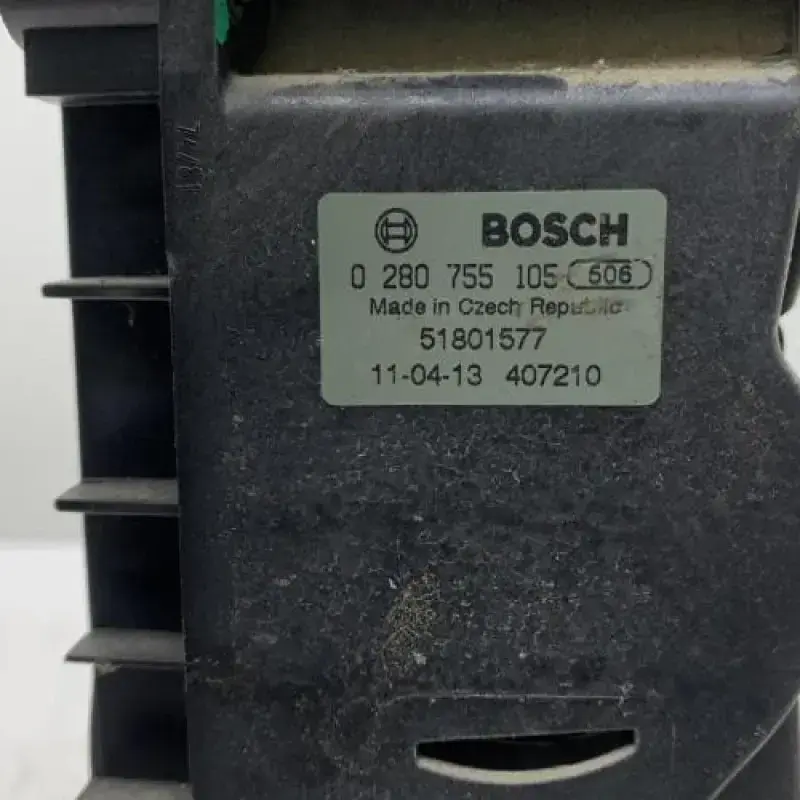 BOSCH
0 280 755 105 506
Made in Czech Republic
51801577
11-04-13 407210